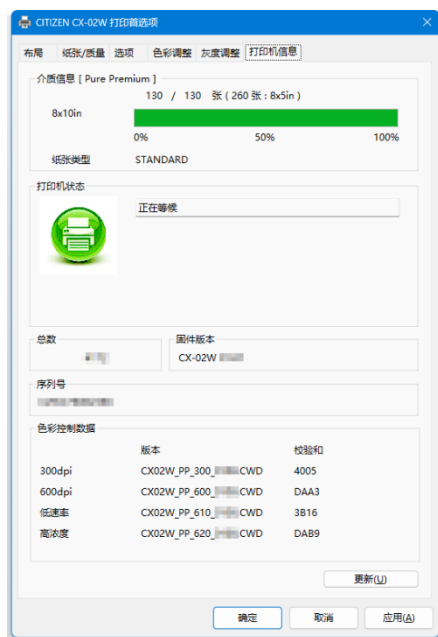 CITIZEN CX-02W 打印首选项
布局 纸张/质量 选项 色彩调整 灰度调整 打印机信息
介质信息 [ Pure Premium ]
130 / 130 张 ( 260 张 : 8x5in )
8x10in
0% 50% 100%
纸张类型 STANDARD
打印机状态
正在等候
总数 固件版本
CX-02W
序列号
色彩控制数据
版本 校验和
300dpi CX02W_PP_300_ CWD 4005
600dpi CX02W_PP_600_ CWD DAA3
低速率 CX02W_PP_610_ CWD 3B16
高浓度 CX02W_PP_620_ CWD DAB9
更新(U)
确定 取消 应用(A)